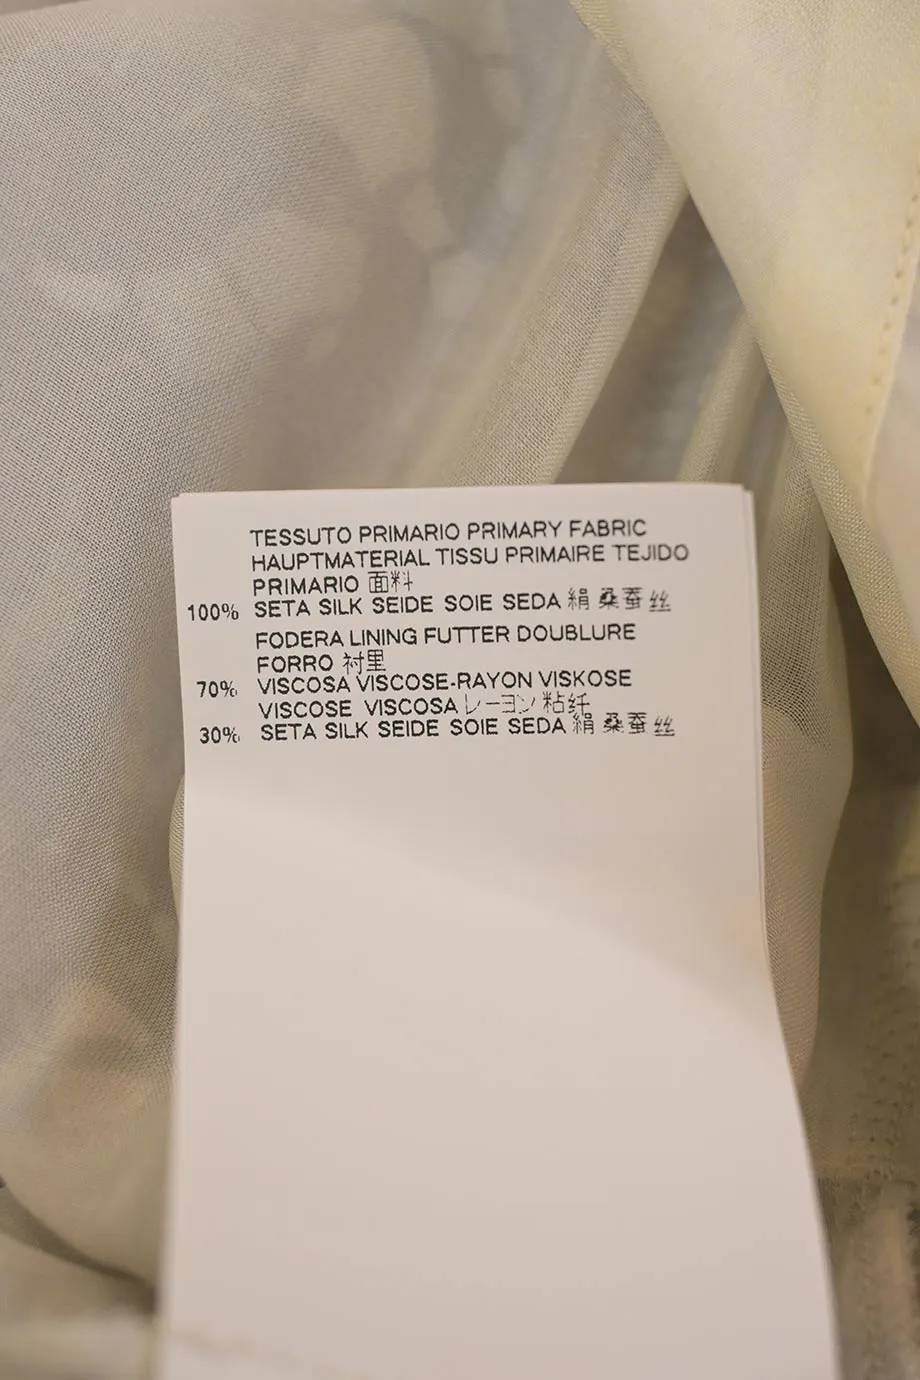 TESSUTO PRIMARIO PRIMARY FABRIC
HAUPTMATERIAL TISSU PRIMAIRE TEJIDO
PRIMARIO 面料
100% SETA SILK SEIDE SOIE SEDA 絹 桑蚕丝
FODERA LINING FUTTER DOUBLURE
FORRO 衬里
70% VISCOSA VISCOSE-RAYON VISKOSE
VISCOSE VISCOSA レーヨン 粘纤
30% SETA SILK SEIDE SOIE SEDA 絹 桑蚕丝